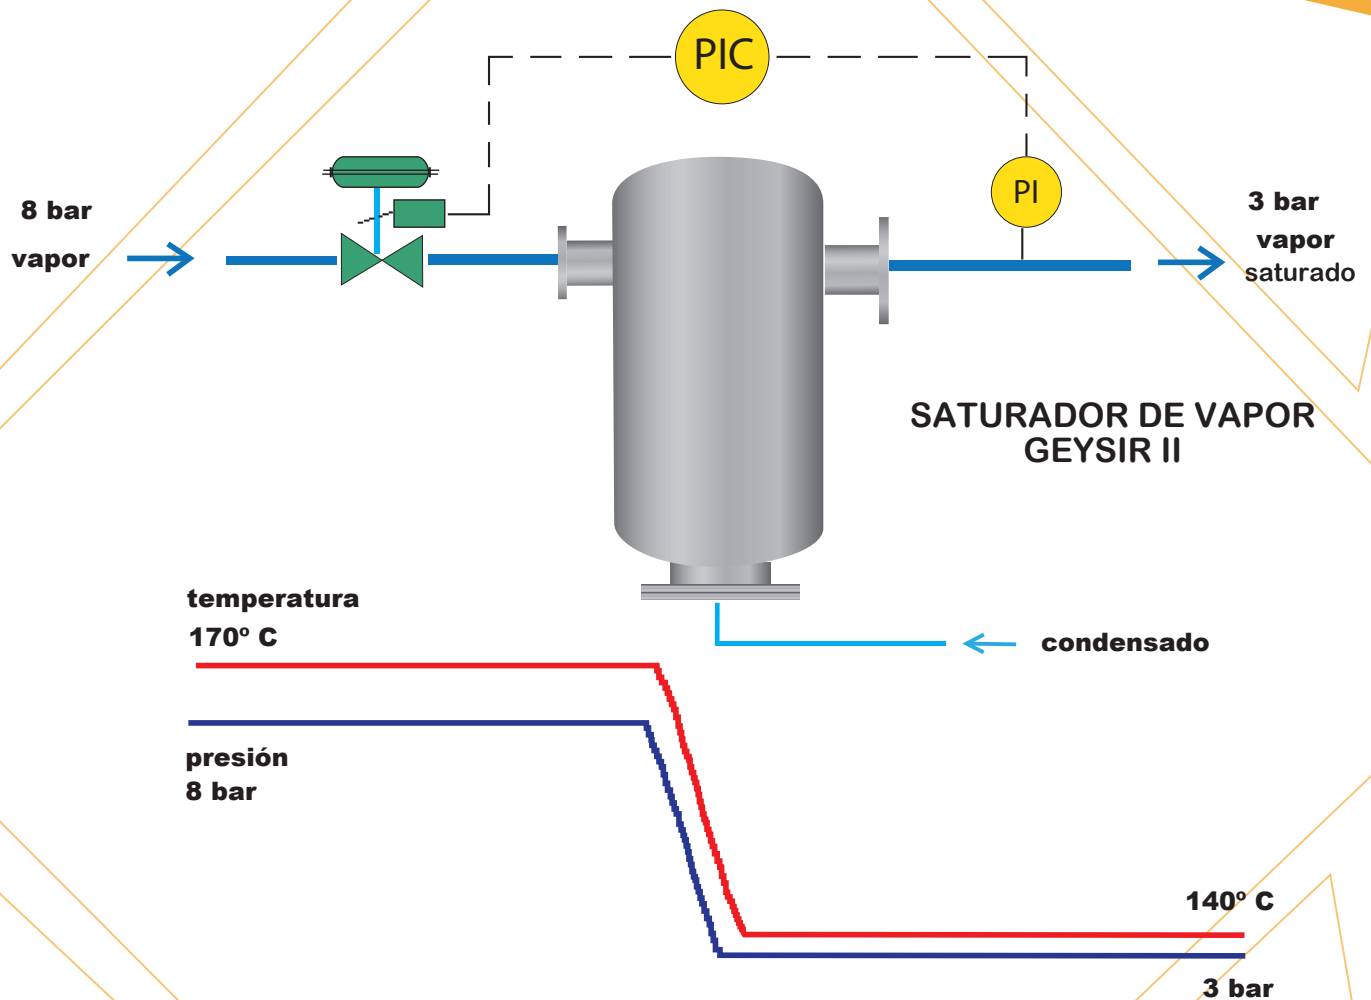 PIC
PI
8 bar
vapor
3 bar
vapor
saturado
SATURADOR DE VAPOR
GEYSIR II
temperatura
170º C
condensado
presión
8 bar
140º C
3 bar